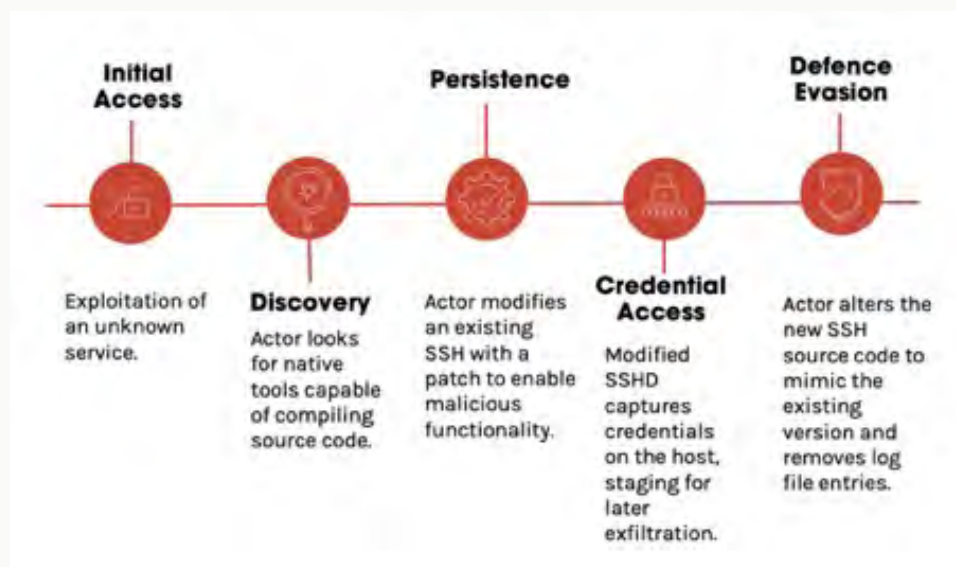 Initial
Access
Exploitation of
an unknown
service.
Discovery
Actor looks
for native
tools capable
of compiling
source code.
Persistence
Actor modifies
an existing
SSH with a
patch to enable
malicious
functionality.
Credential
Access
Modified
SSHD
captures
credentials
on the host,
staging for
later
exfiltration.
Defence
Evasion
Actor alters the
new SSH
source code to
mimic the
existing
version and
removes log
file entries.